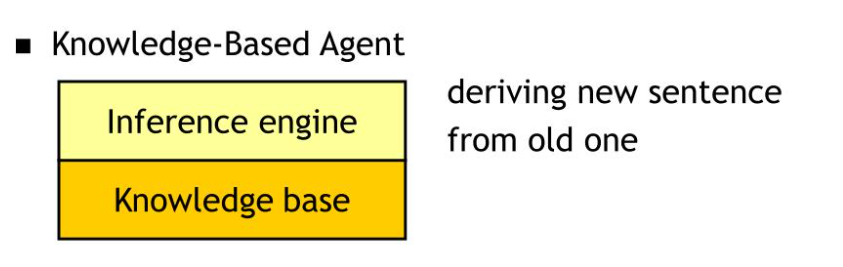 ■ Knowledge-Based Agent
Inference engine
deriving new sentence
from old one
Knowledge base